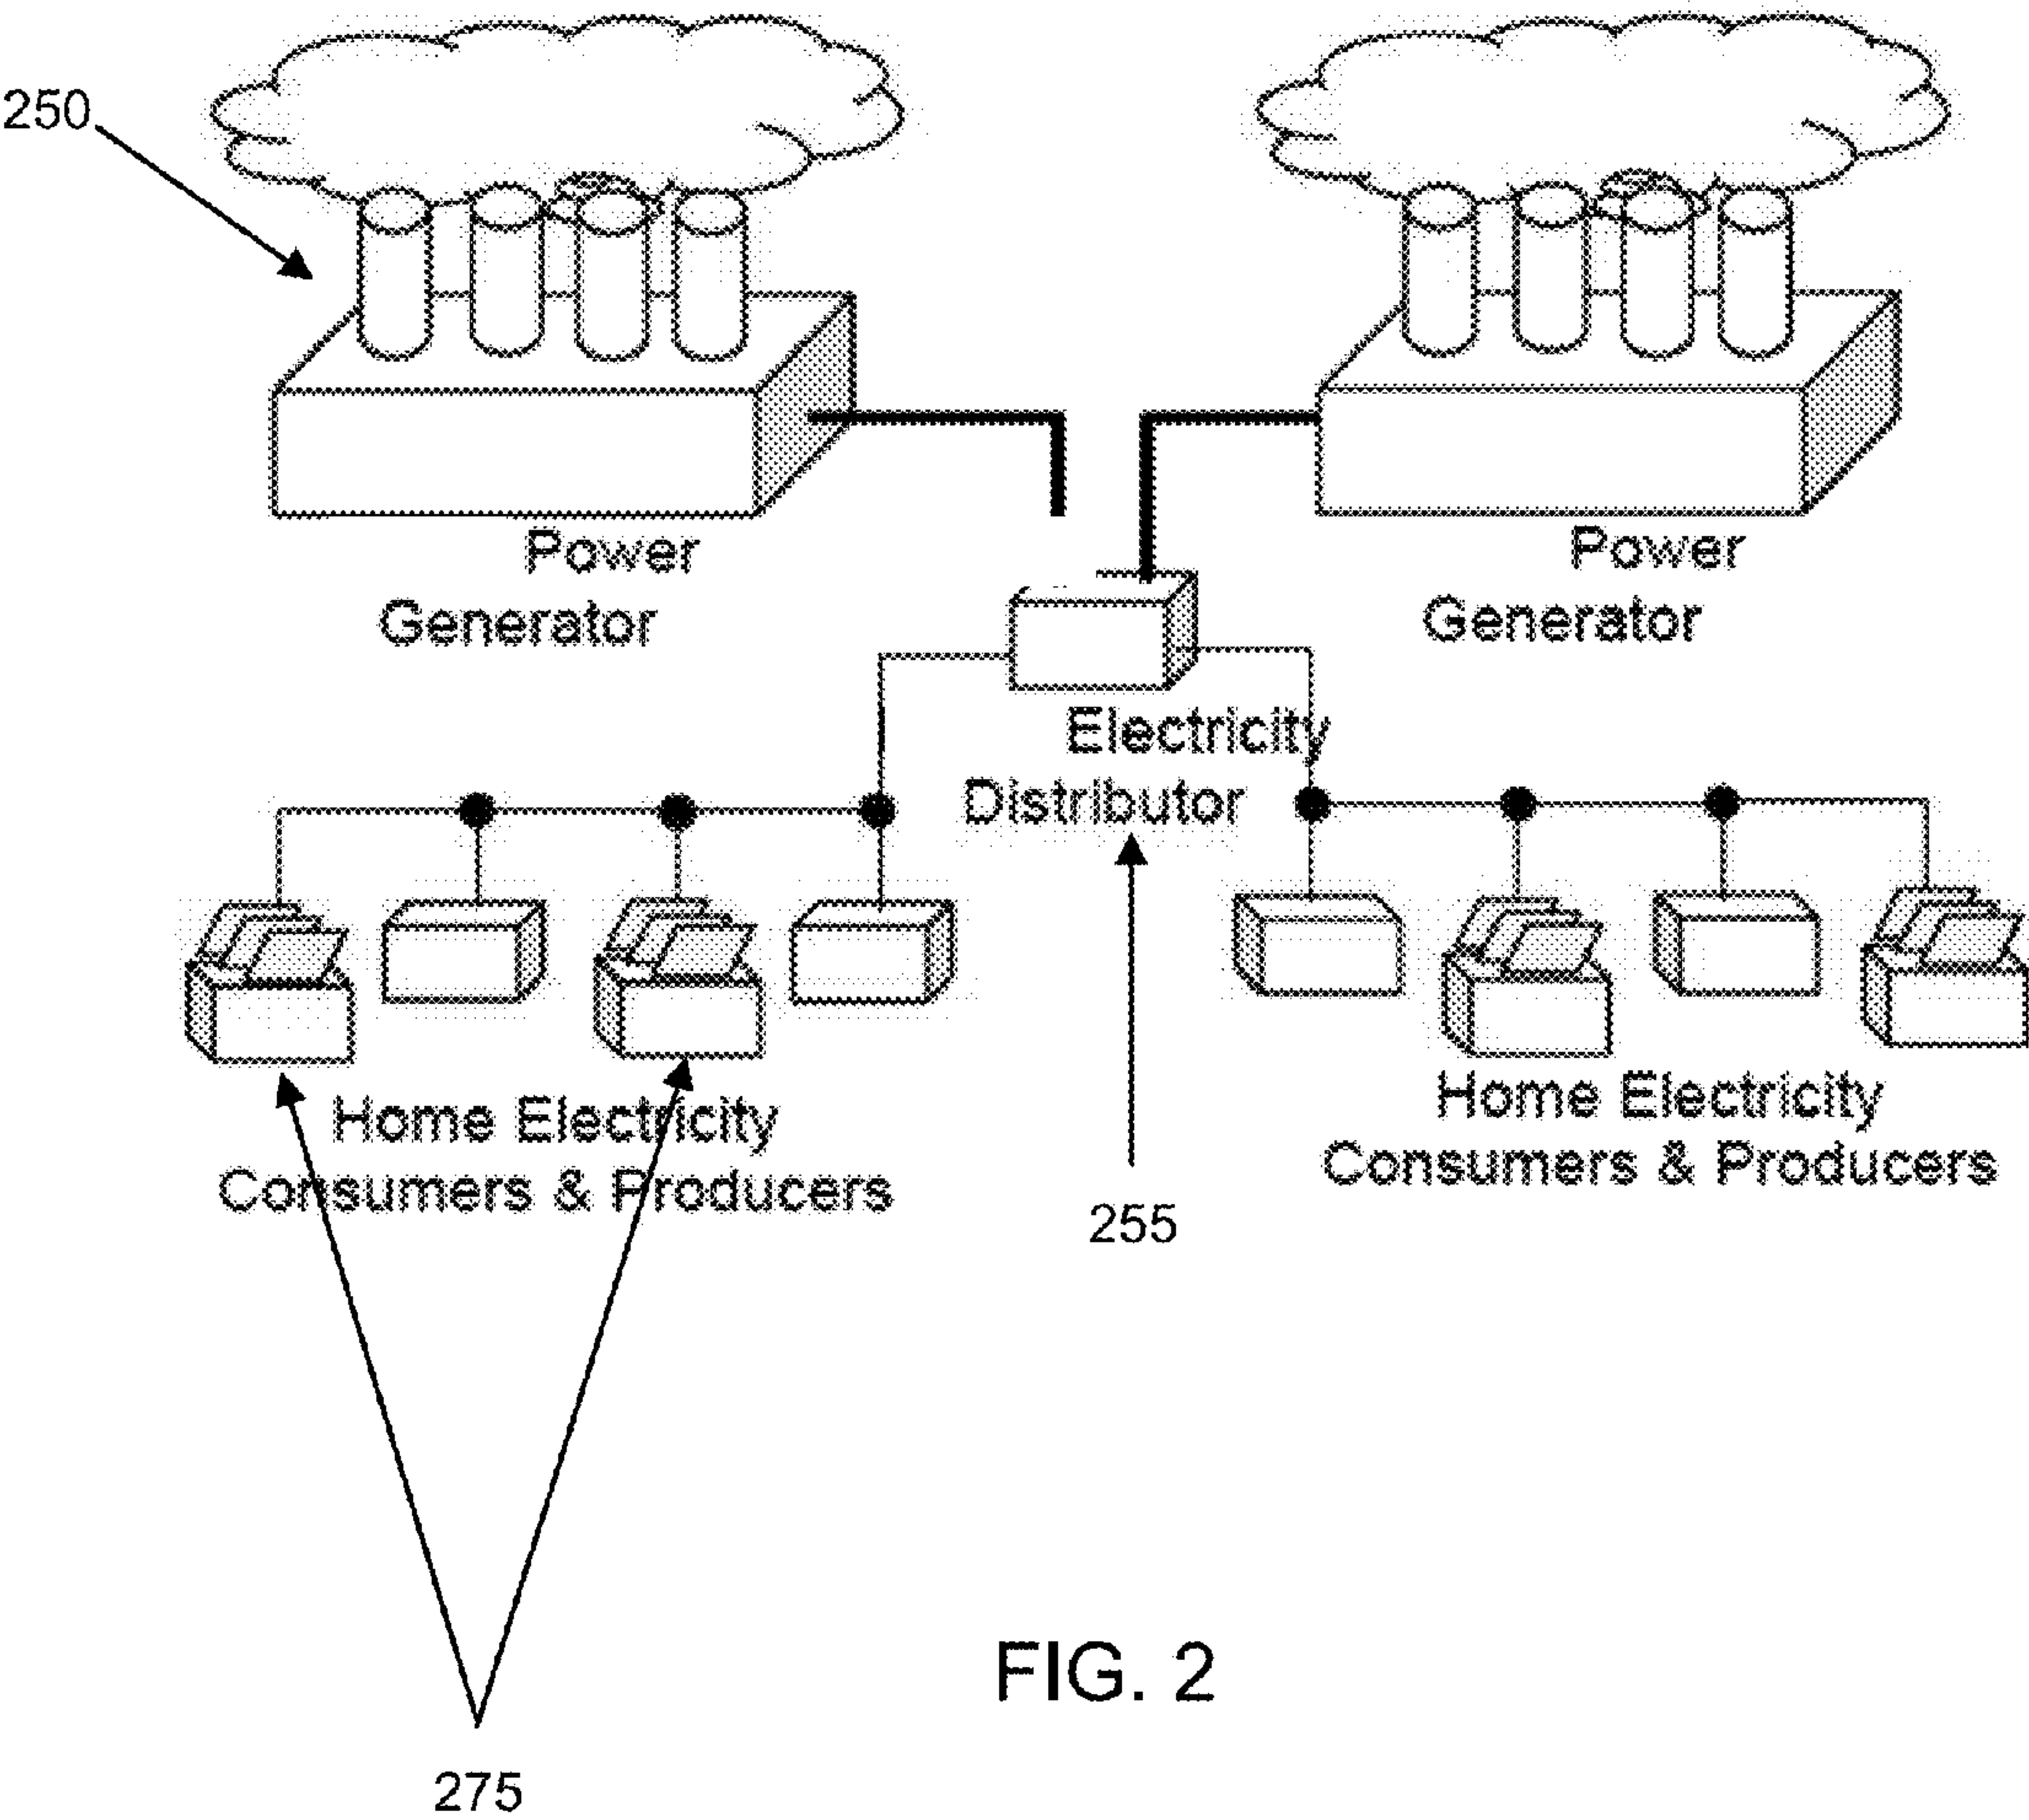 250
Power
Generator
Power
Generator
Electricity
Distributor
Home Electricity
Consumers & Producers
Home Electricity
Consumers & Producers
255
FIG. 2
275